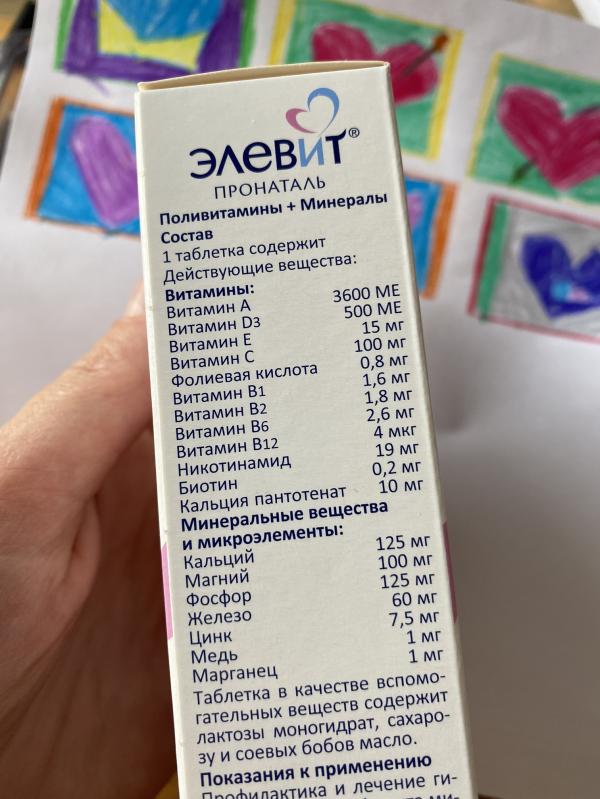 ЭЛЕВИТ®
ПРОНАТАЛЬ
Поливитамины + Минералы
Состав
1 таблетка содержит
Действующие вещества:
Витамины:
Витамин А 3600 МЕ
Витамин D3 500 МЕ
Витамин Е 15 мг
Витамин С 100 мг
Фолиевая кислота 0,8 мг
Витамин В1 1,6 мг
Витамин В2 1,8 мг
Витамин В6 2,6 мг
Витамин В12 4 мкг
Никотинамид 19 мг
Биотин 0,2 мг
Кальция пантотенат 10 мг
Минеральные вещества
и микроэлементы:
Кальций 125 мг
Магний 100 мг
Фосфор 125 мг
Железо 60 мг
Цинк 7,5 мг
Медь 1 мг
Марганец 1 мг
Таблетка в качестве вспомо-
гательных веществ содержит
лактозы моногидрат, сахаро-
зу и соевых бобов масло.
Показания к применению
Профилактика и лечение ги-